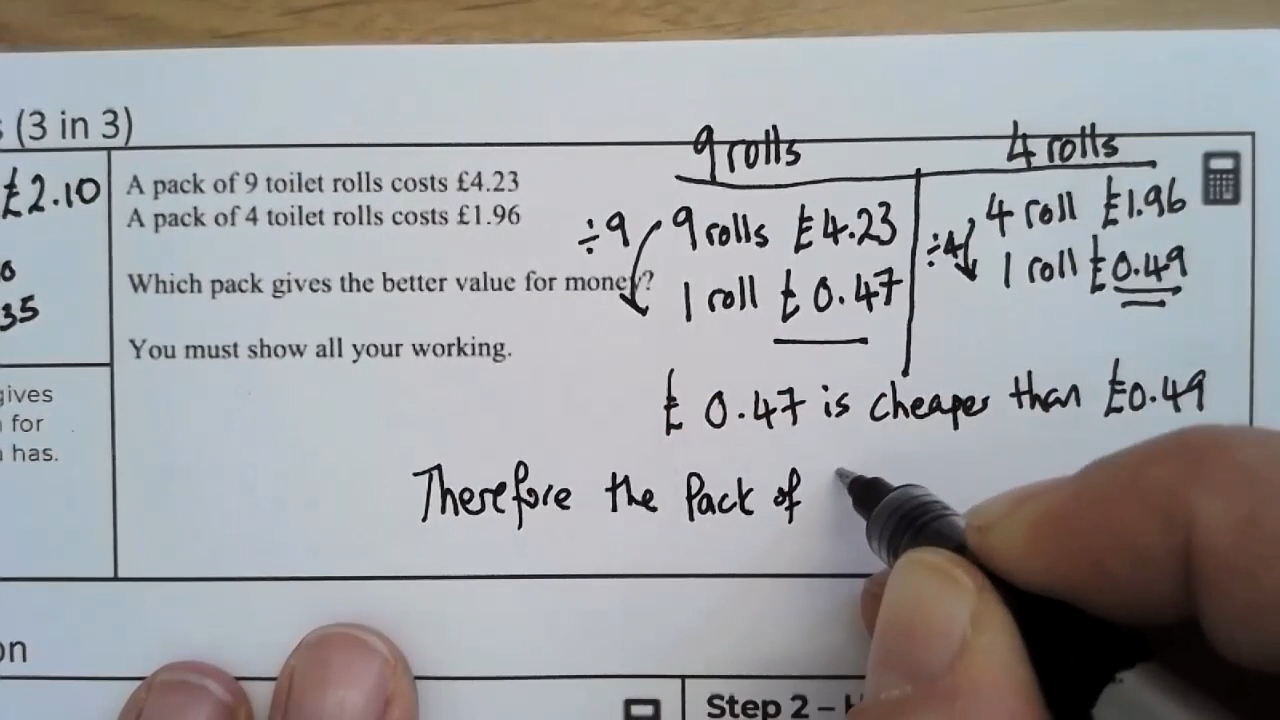 (3 in 3)
£2.10
35
gives
for
has.
A pack of 9 toilet rolls costs £4.23
A pack of 4 toilet rolls costs £1.96
Which pack gives the better value for money?
You must show all your working.
9 rolls
÷9 9 rolls £4.23
1 roll £0.47
4 rolls
÷4 4 roll £1.96
1 roll £0.49
£0.47 is cheaper than £0.49
Therefore the Pack of
on
Step 2 –